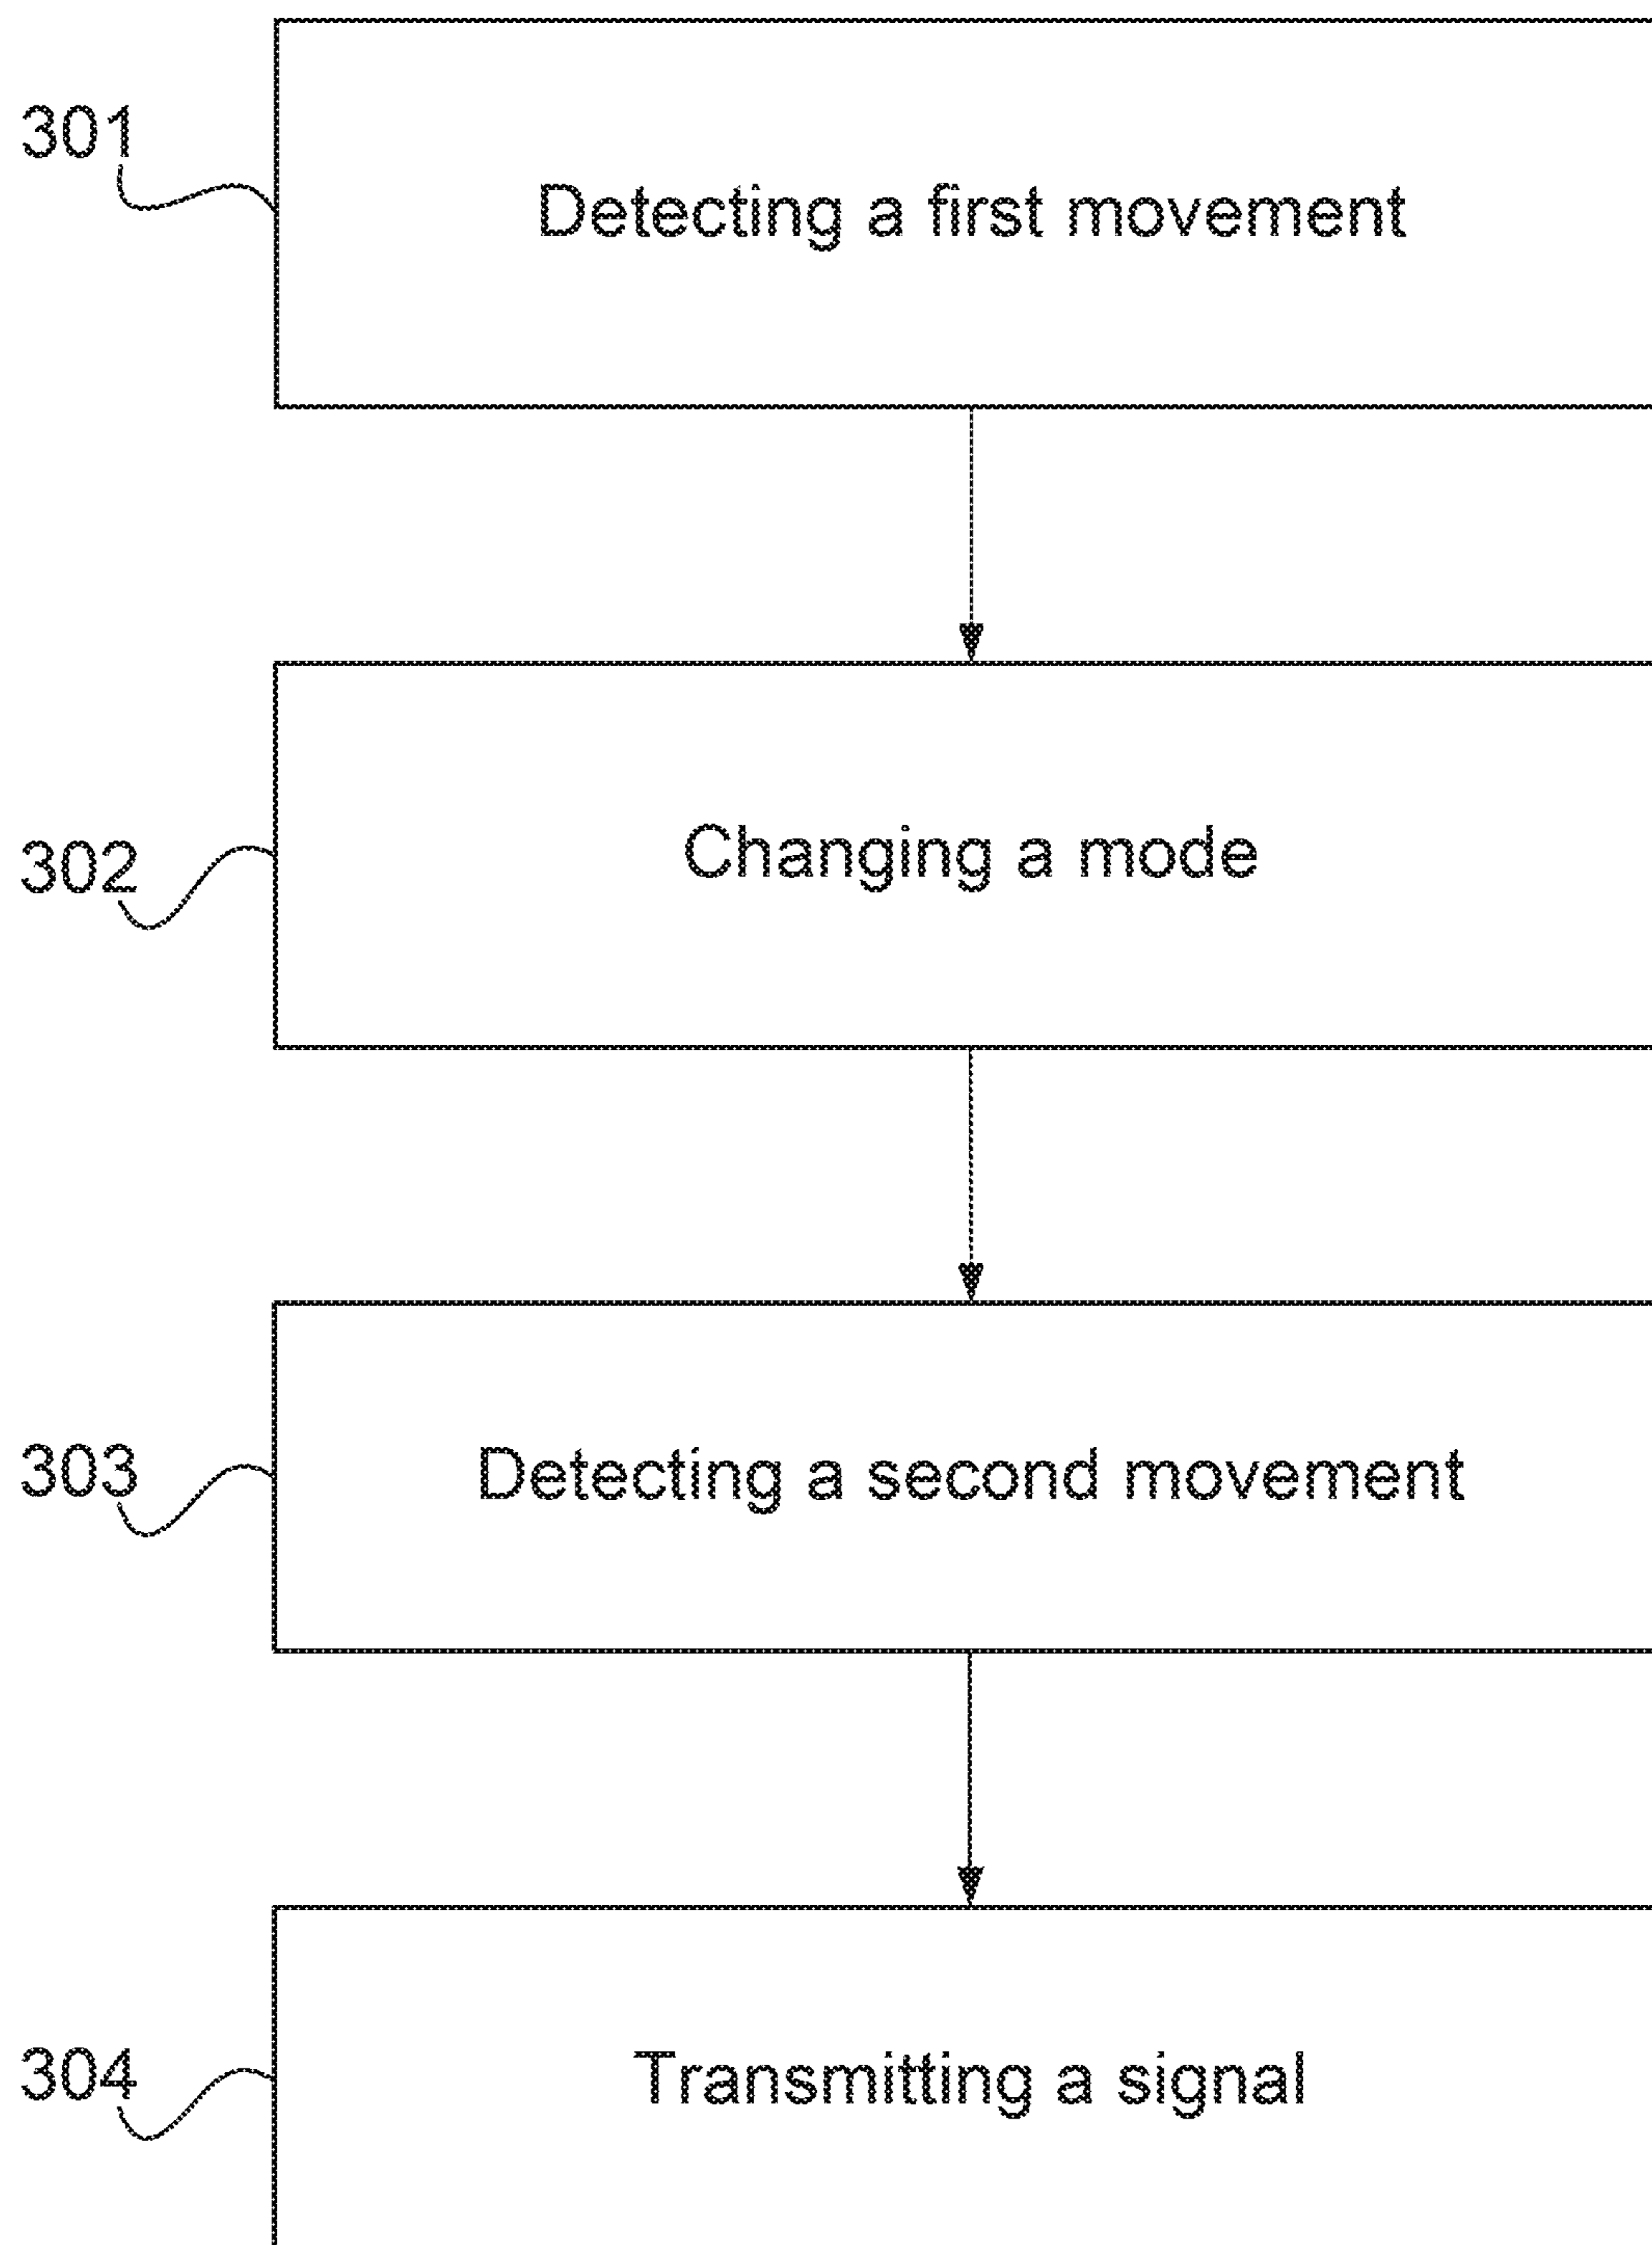 301
Detecting a first movement
302
Changing a mode
303
Detecting a second movement
304
Transmitting a signal